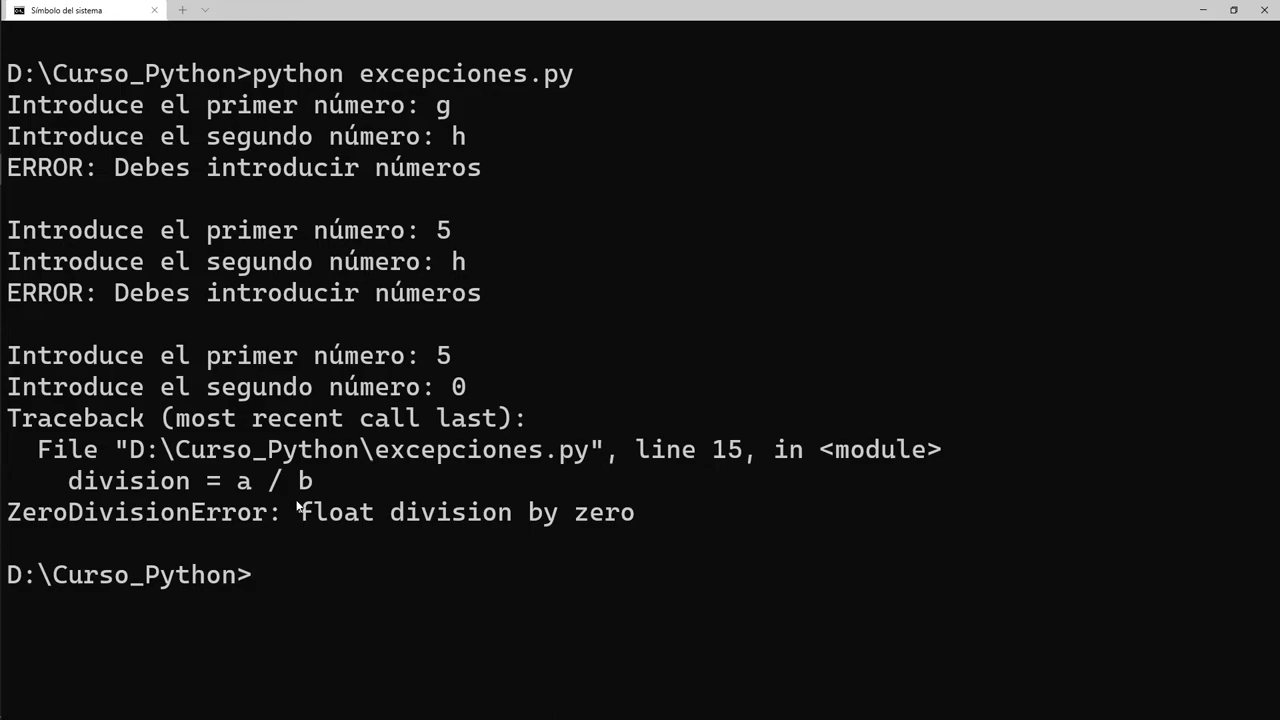 Símbolo del sistema
D:\Curso_Python>python excepciones.py
Introduce el primer número: g
Introduce el segundo número: h
ERROR: Debes introducir números
Introduce el primer número: 5
Introduce el segundo número: h
ERROR: Debes introducir números
Introduce el primer número: 5
Introduce el segundo número: 0
Traceback (most recent call last):
  File "D:\Curso_Python\excepciones.py", line 15, in <module>
    division = a / b
ZeroDivisionError: float division by zero
D:\Curso_Python>